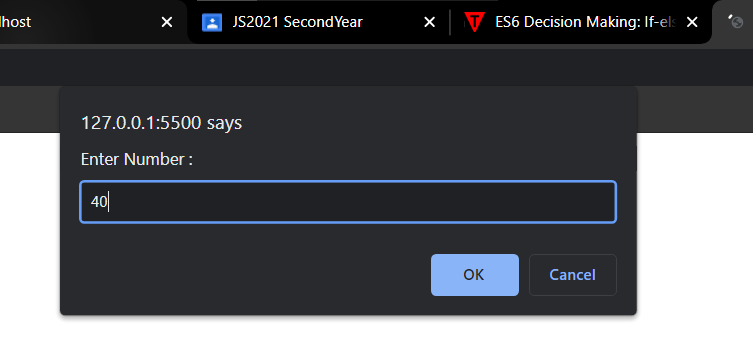 lhost
JS2021 SecondYear
ES6 Decision Making: If-els
127.0.0.1:5500 says
Enter Number :
40
OK
Cancel